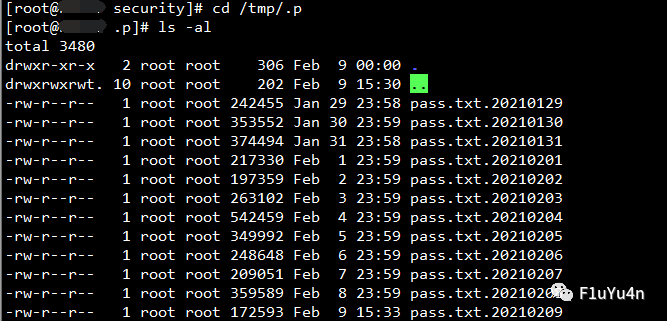 [root@ security]# cd /tmp/.p
[root@ .p]# ls -al
total 3480
drwxr-xr-x   2 root root    306 Feb  9 00:00 .
drwxrwxrwt. 10 root root    202 Feb  9 15:30 ..
-rw-r--r--   1 root root 242455 Jan 29 23:58 pass.txt.20210129
-rw-r--r--   1 root root 353552 Jan 30 23:59 pass.txt.20210130
-rw-r--r--   1 root root 374494 Jan 31 23:58 pass.txt.20210131
-rw-r--r--   1 root root 217330 Feb  1 23:59 pass.txt.20210201
-rw-r--r--   1 root root 197359 Feb  2 23:59 pass.txt.20210202
-rw-r--r--   1 root root 263102 Feb  3 23:59 pass.txt.20210203
-rw-r--r--   1 root root 542459 Feb  4 23:59 pass.txt.20210204
-rw-r--r--   1 root root 349992 Feb  5 23:59 pass.txt.20210205
-rw-r--r--   1 root root 248648 Feb  6 23:59 pass.txt.20210206
-rw-r--r--   1 root root 209051 Feb  7 23:59 pass.txt.20210207
-rw-r--r--   1 root root 359589 Feb  8 23:59
-rw-r--r--   1 root root 172593 Feb  9 15:33 pass.txt.20210209
F1uYu4n